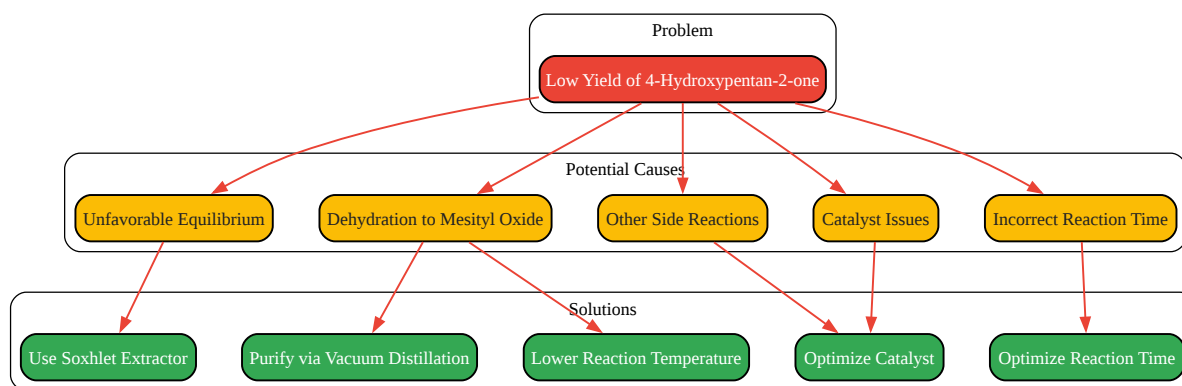 Problem
Low Yield of 4-Hydroxypentan-2-one
Potential Causes
Unfavorable Equilibrium
Dehydration to Mesityl Oxide
Other Side Reactions
Catalyst Issues
Incorrect Reaction Time
Solutions
Use Soxhlet Extractor
Purify via Vacuum Distillation
Lower Reaction Temperature
Optimize Catalyst
Optimize Reaction Time